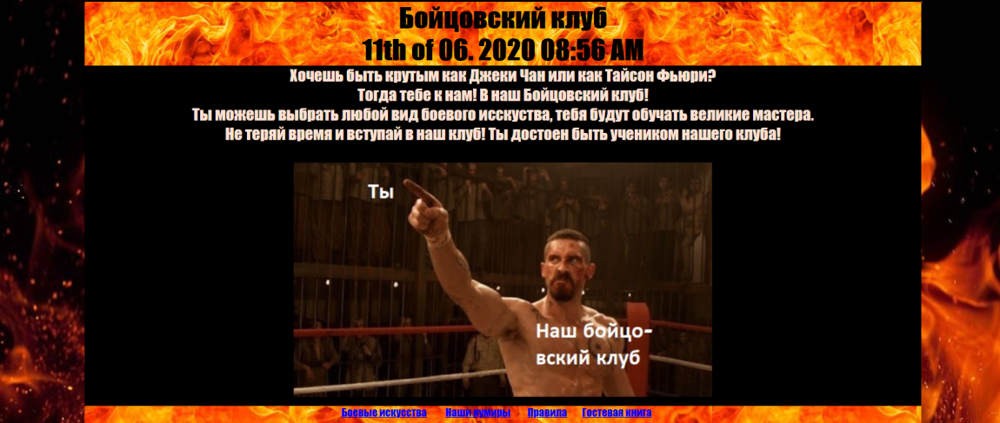 Бойцовский клуб
11th of 06. 2020 08:56 AM
Хочешь быть крутым как Джеки Чан или как Тайсон Фьюри?
Тогда тебе к нам! В наш Бойцовский клуб!
Ты можешь выбрать любой вид боевого исскуства, тебя будут обучать великие мастера.
Не теряй время и вступай в наш клуб! Ты достоен быть учеником нашего клуба!
Ты
Наш бойцо-
вский клуб
Боевые искусства Наши кумиры Правила Гостевая книга